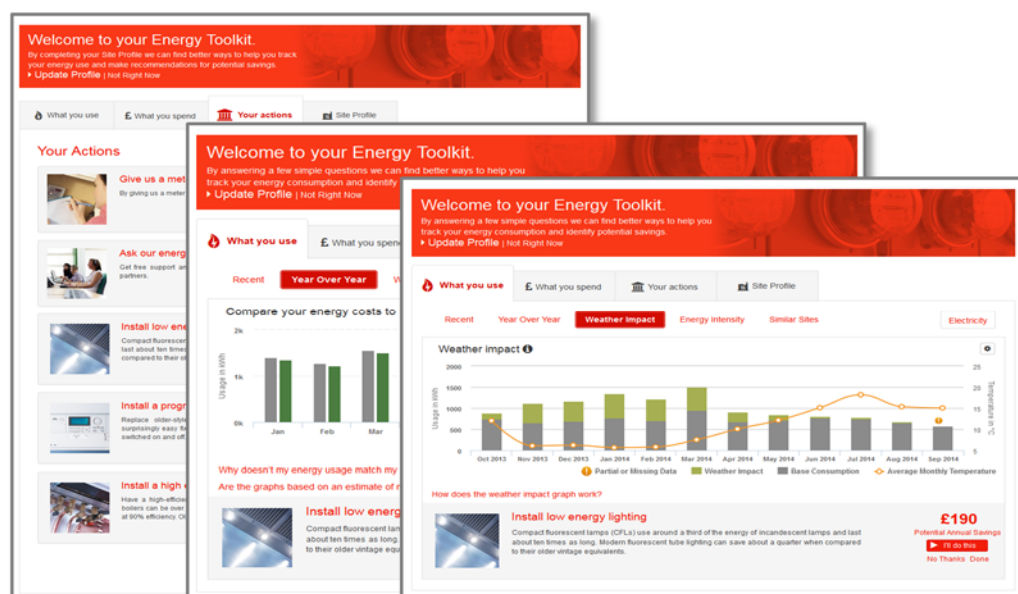 Welcome to your Energy Toolkit.
By completing your Site Profile we can find better ways to help you track
your energy use and make recommendations for potential savings.
Update Profile | Not Right Now
What you use
£ What you spend
Your actions
Site Profile
Your Actions
Give us a
By giving us a meter
Ask our
Get free support
partners.
Install low
Compact
last about ten times
compared to their
Install a
Replace
surprisingly easy
switched on and off.
Install a high
Have a
boilers can be over
at 90% efficiency.
Welcome to your Energy Toolkit.
By answering a few simple questions we can find better ways to help you
track your energy consumption and identify
Update Profile | Not Right Now
What you use
£ What you
Recent
Year Over Year
Compare your energy costs to
2k
1k
0k
Usage in kWh
Jan
Feb
Mar
Why doesn't my energy usage match my
Are the graphs based on an estimate of
Install low
Compact fluorescent
about ten times as long.
to their older vintage
Welcome to your Energy Toolkit.
By answering a few simple questions we can find better ways to help you
track your energy consumption and identify potential savings.
Update Profile | Not Right Now
What you use
£ What you spend
Your actions
Site Profile
Recent
Year Over Year
Weather Impact
Energy Intensity
Similar Sites
Electricity
Weather impact
2000
1500
1000
500
0
Usage in kWh
25
20
15
10
5
Temperature in °C
Oct 2013
Nov 2013
Dec 2013
Jan 2014
Feb 2014
Mar 2014
Apr 2014
May 2014
Jun 2014
Jul 2014
Aug 2014
Sep 2014
Partial or Missing Data
Weather Impact
Base Consumption
Average Monthly Temperature
How does the weather impact graph work?
Install low energy lighting
Compact fluorescent lamps (CFLs) use around a third of the energy of incandescent lamps and last
about ten times as long. Modern fluorescent tube lighting can save about a quarter when compared
to their older vintage equivalents.
£190
Potential Annual Savings
I'll do this
No Thanks Done